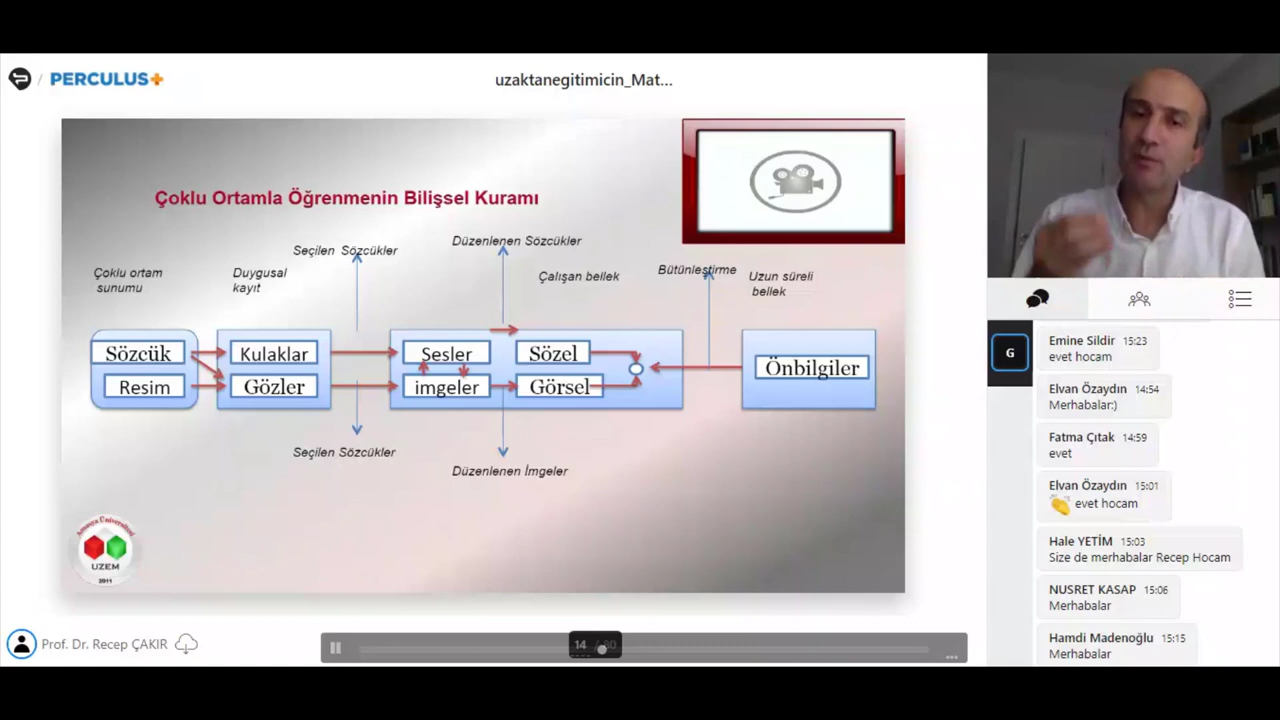 PERCULUS+
uzaktanegitimicin_Mat...
Çoklu Ortamla Öğrenmenin Bilişsel Kuramı
Seçilen Sözcükler
Düzenlenen Sözcükler
Çoklu ortam
sunumu
Duygusal
kayıt
Çalışan bellek
Bütünleştirme
Uzun süreli
bellek
Sözcük
Kulaklar
Sesler
Sözel
Önbilgiler
Resim
Gözler
imgeler
Görsel
Seçilen Sözcükler
Düzenlenen İmgeler
Amasya Üniversitesi
UZEM
2011
Prof. Dr. Recep ÇAKIR
14 / 80
G
Emine Sildir 15:23
evet hocam
Elvan Özaydın 14:54
Merhabalar:)
Fatma Çıtak 14:59
evet
Elvan Özaydın 15:01
evet hocam
Hale YETİM 15:03
Size de merhabalar Recep Hocam
NUSRET KASAP 15:06
Merhabalar
Hamdi Madenoğlu 15:15
Merhabalar